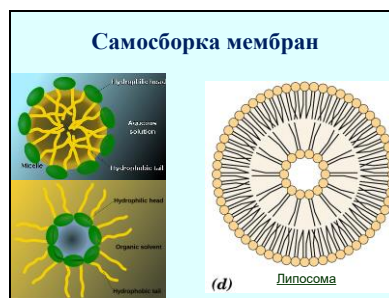 Самосборка мембран
Hydrophilic head
Aqueous
solution
Micelle
Hydrophobic tail
Hydrophilic head
Organic solvent
Hydrophobic tail
(d)
Липосома